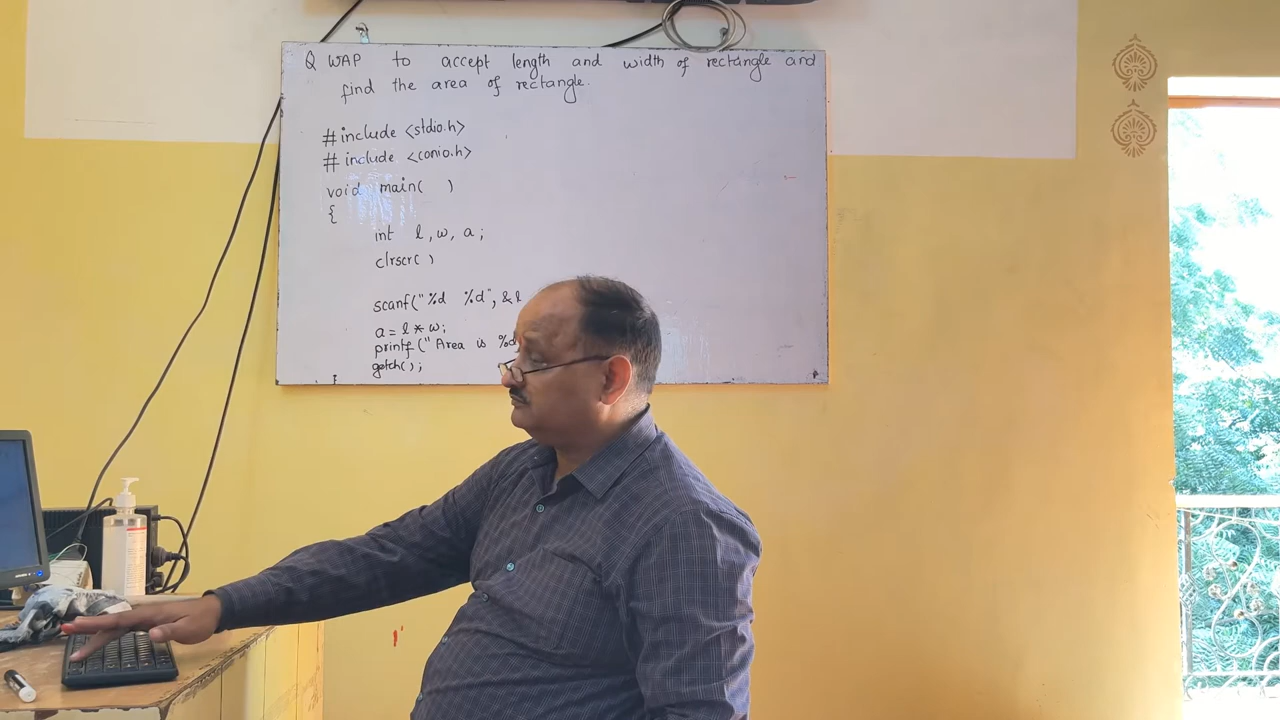 Q WAP to accept length and width of rectangle and
find the area of rectangle.
#include <stdio.h>
# include <conio.h>
void main( )
{
int l, w, a;
clrscr( )
scanf("%d %d", &l
a = l * w;
printf ("Area is %d
getch();